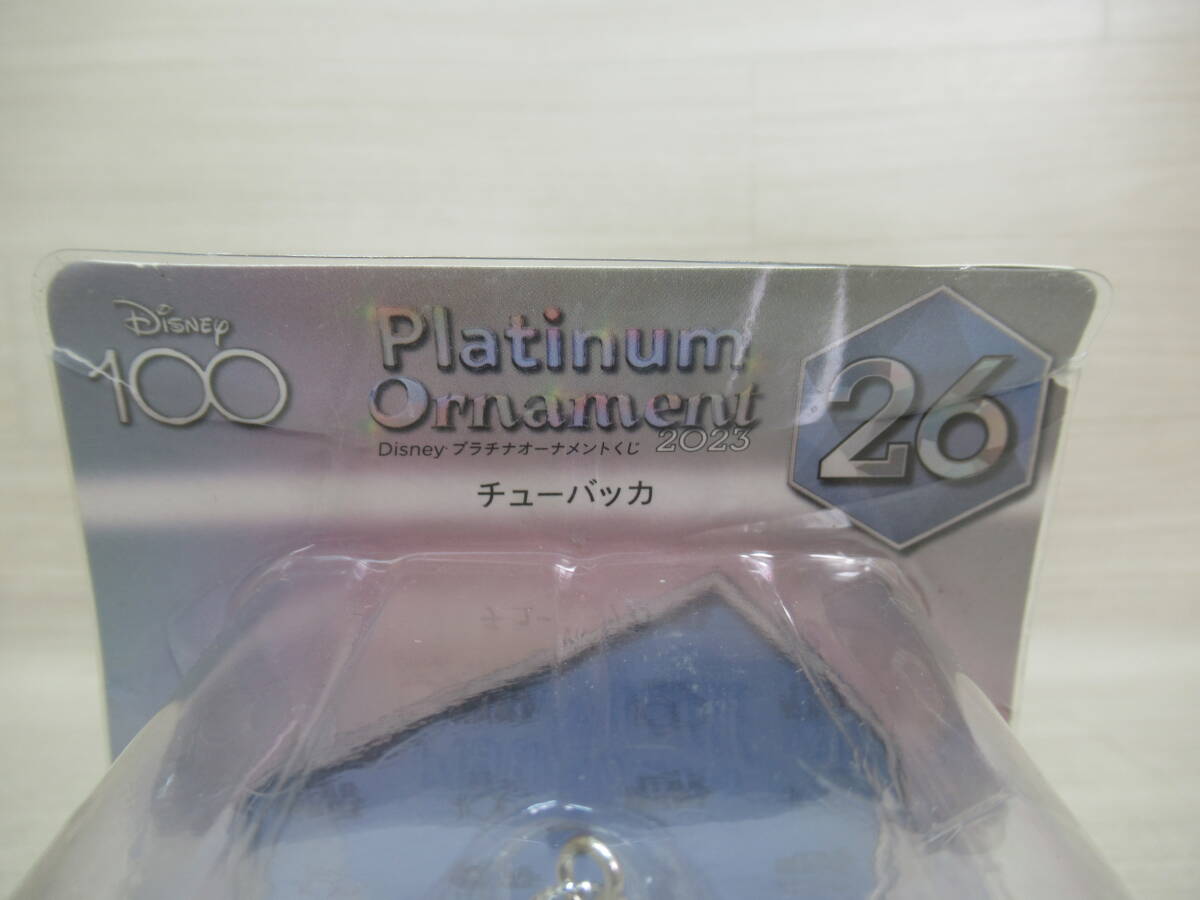 Disney
100
Platinum
Ornament
2023
Disney・プラチナオーナメントくじ
チューバッカ
26